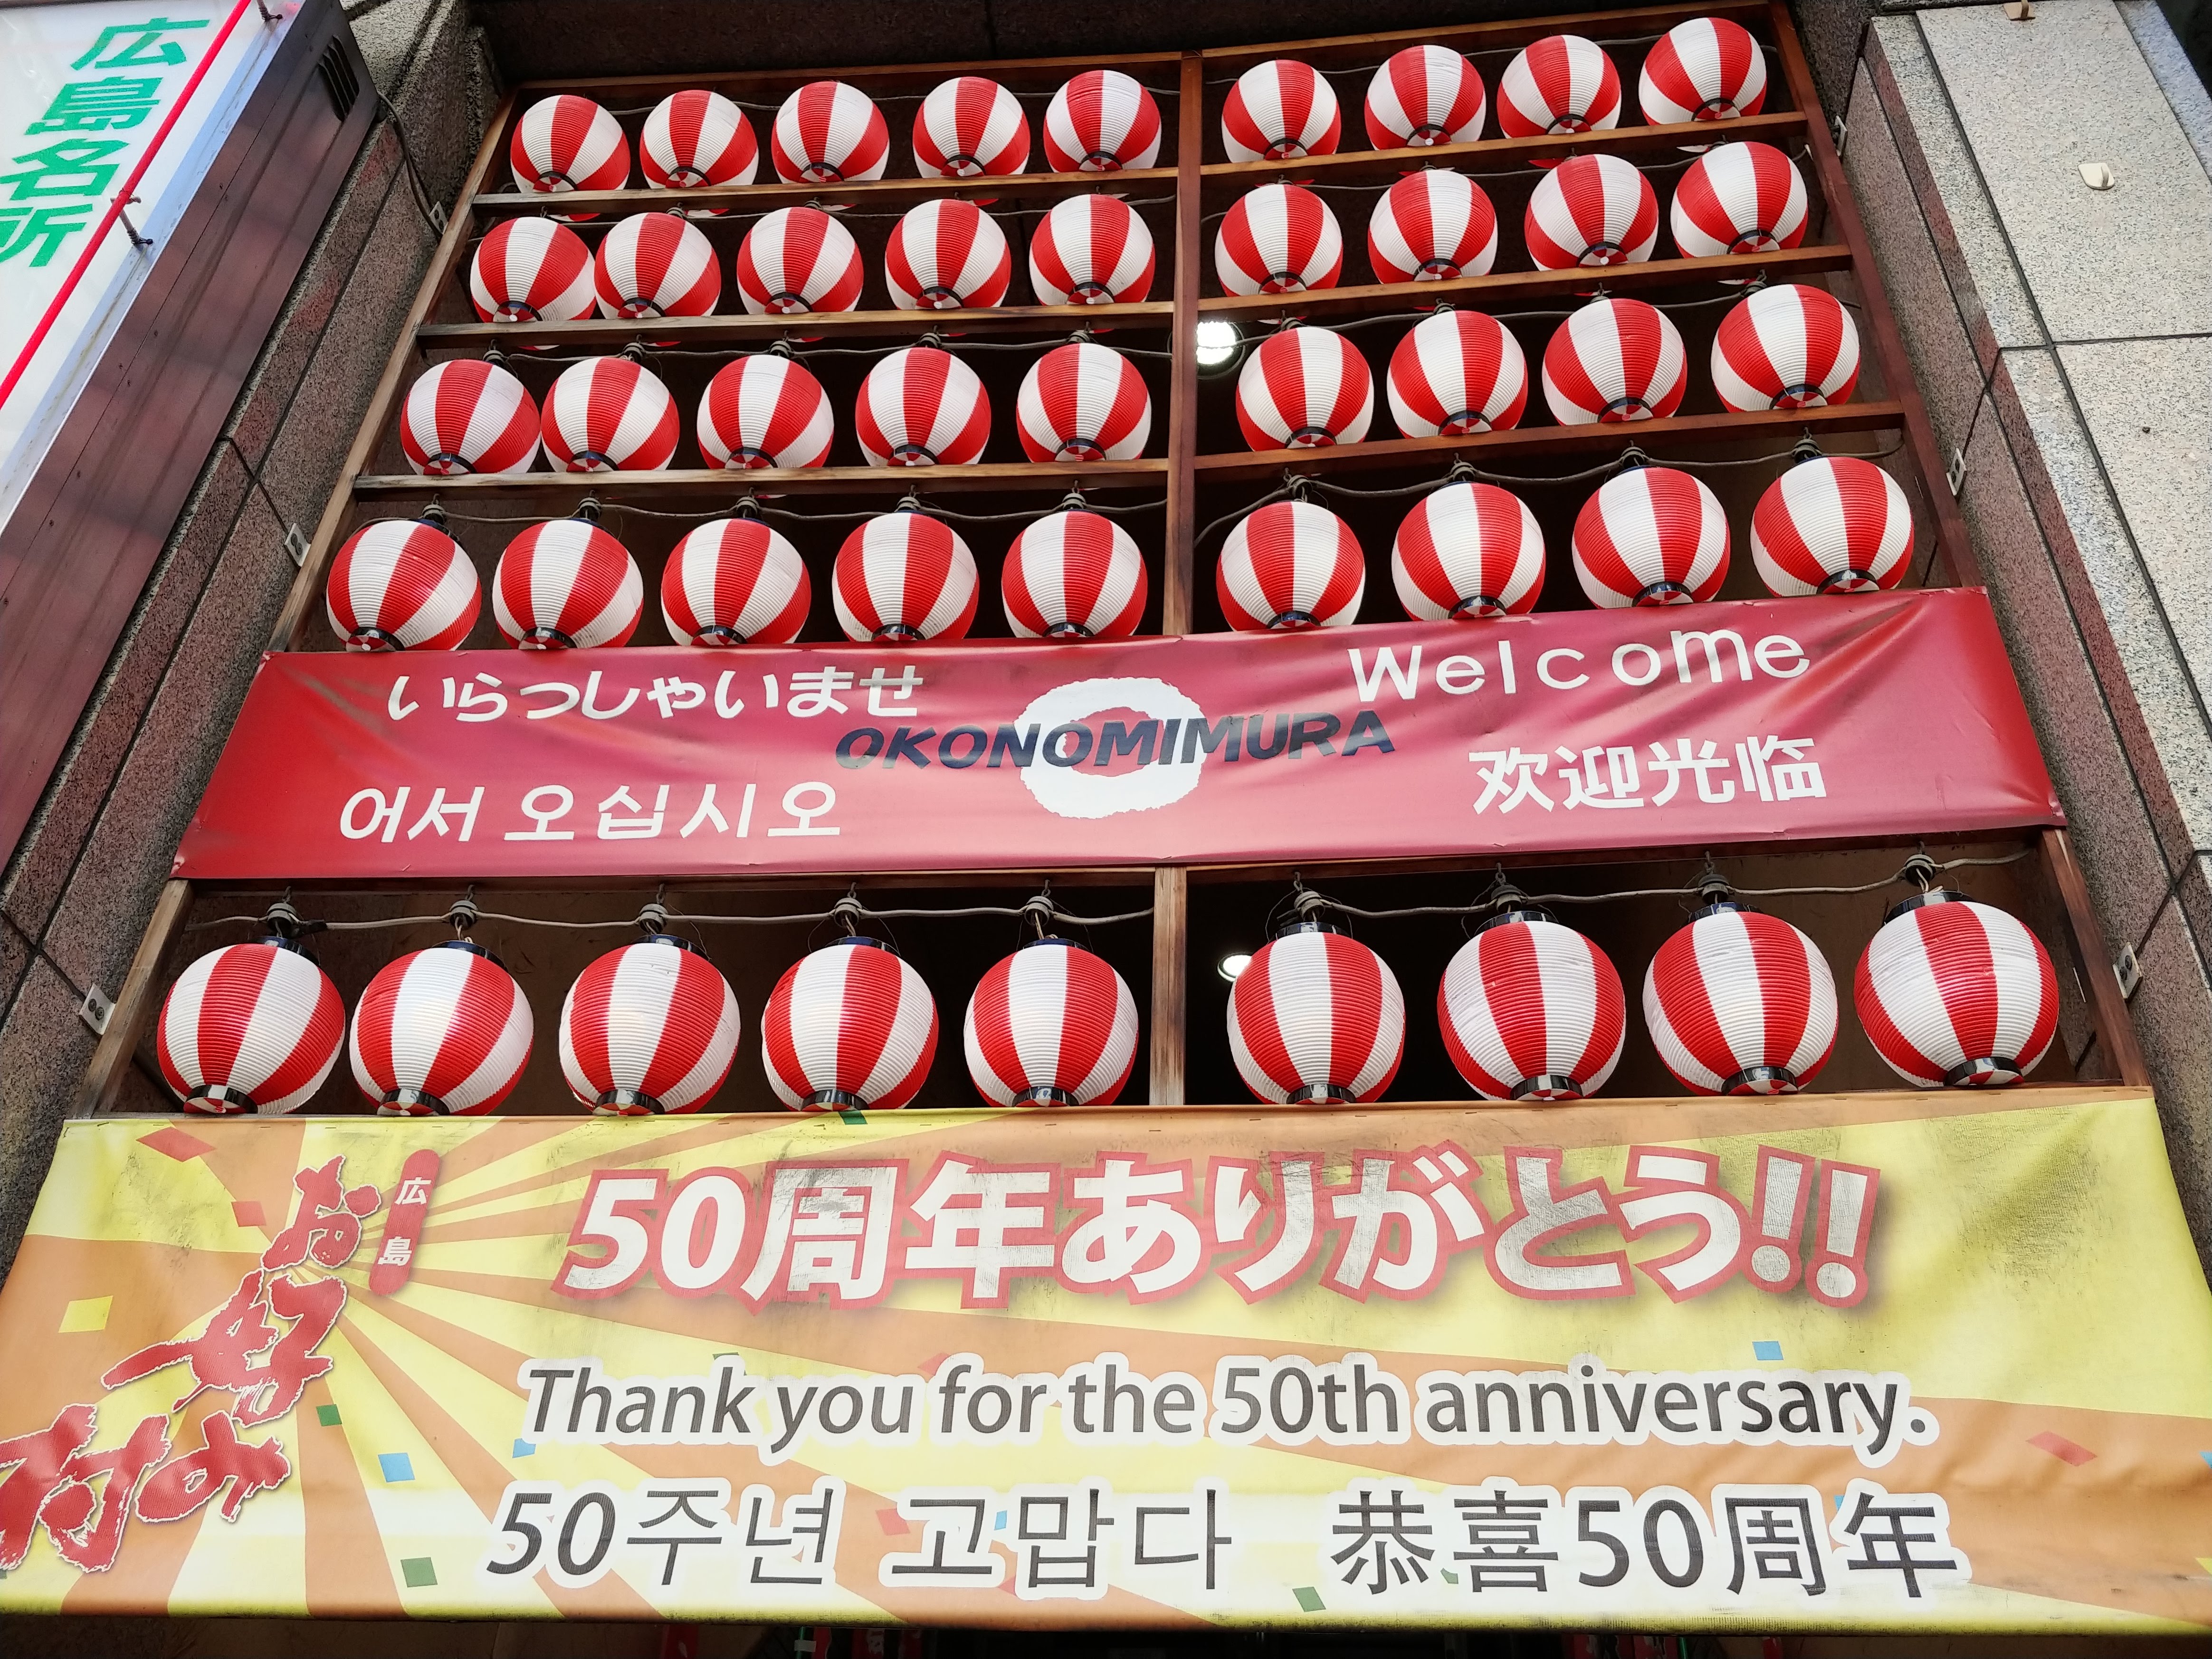 広島名所
いらっしゃいませ
Welcome
OKONOMIMURA
어서 오십시오
欢迎光临
広島
お好み村
50周年ありがとう!!
Thank you for the 50th anniversary.
50주년 고맙다 恭喜50周年